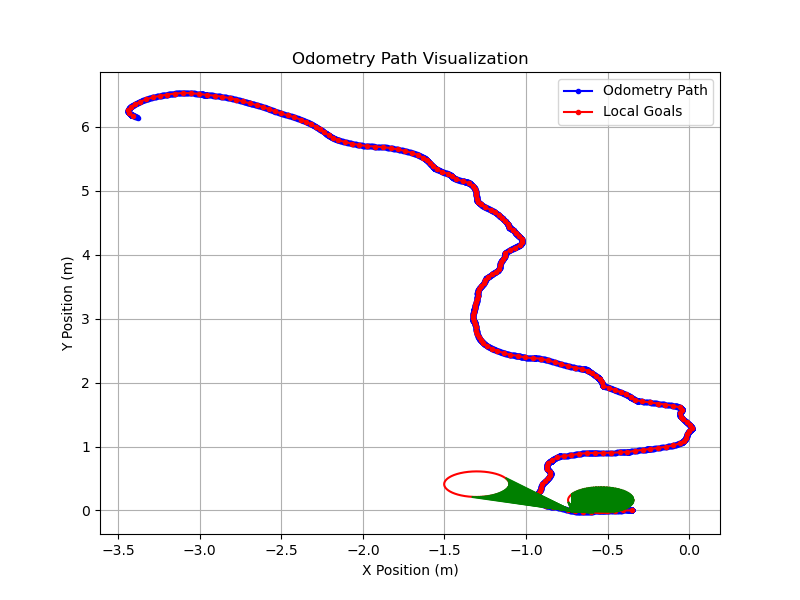 Odometry Path Visualization
Odometry Path
Local Goals
Y Position (m)
6
5
4
3
2
1
0
−3.5 −3.0 −2.5 −2.0 −1.5 −1.0 −0.5 0.0
X Position (m)